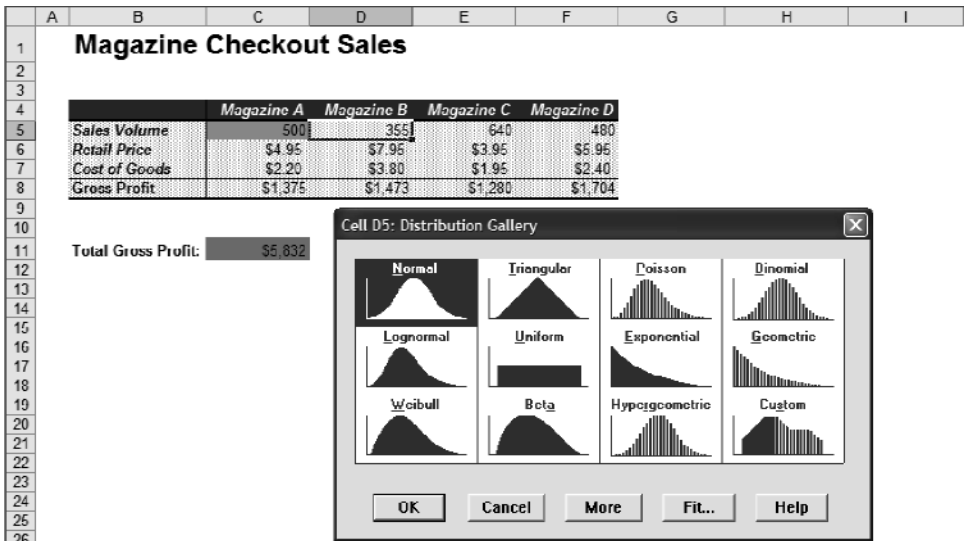 A B C D E F G H I
1 Magazine Checkout Sales
2
3
4 Magazine A Magazine B Magazine C Magazine D
5 Sales Volume 500 355 640 480
6 Retail Price $4.95 $7.95 $3.95 $5.95
7 Cost of Goods $2.20 $3.80 $1.95 $2.40
8 Gross Profit $1,375 $1,473 $1,280 $1,704
9
10
11 Total Gross Profit: $5,832
12
13
14
15
16
17
18
19
20
21
22
23
24
25
26
Cell D5: Distribution Gallery
Normal Triangular Poisson Binomial
Lognormal Uniform Exponential Geometric
Weibull Beta Hypergeometric Custom
OK Cancel More Fit... Help